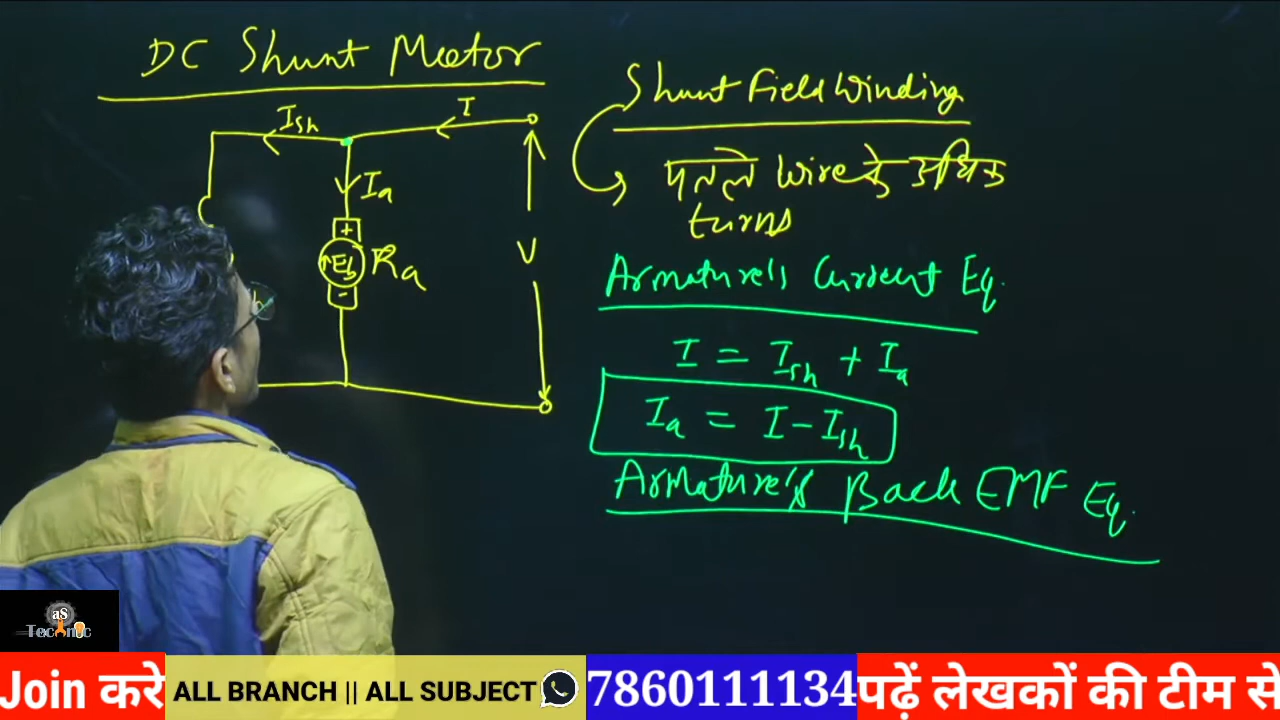 DC Shunt Motor
Shunt Field Winding
पतले Wire के अधिक
turns
Ish
I
Ia
+
Eb
-
Ra
V
Armature's Current Eq.
I = Ish + Ia
Ia = I - Ish
Armature's Back EMF Eq.
aS
Join करे
ALL BRANCH || ALL SUBJECT
7860111134
पढ़ें लेखकों की टीम से